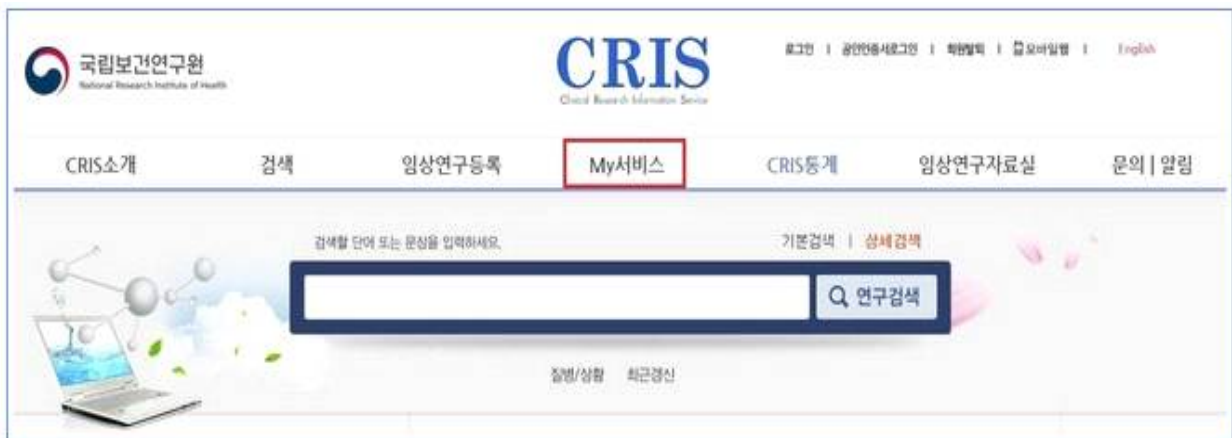 국립보건연구원
National Research Institute of Health
CRIS
Clinical Research Information Service
로그인 | 공인인증서로그인 | 회원탈퇴 | 모바일웹 | English
CRIS소개 검색 임상연구등록 My서비스 CRIS통계 임상연구자료실 문의 | 알림
검색할 단어 또는 문장을 입력하세요.
기본검색 | 상세검색
연구검색
질병/상황 최근갱신